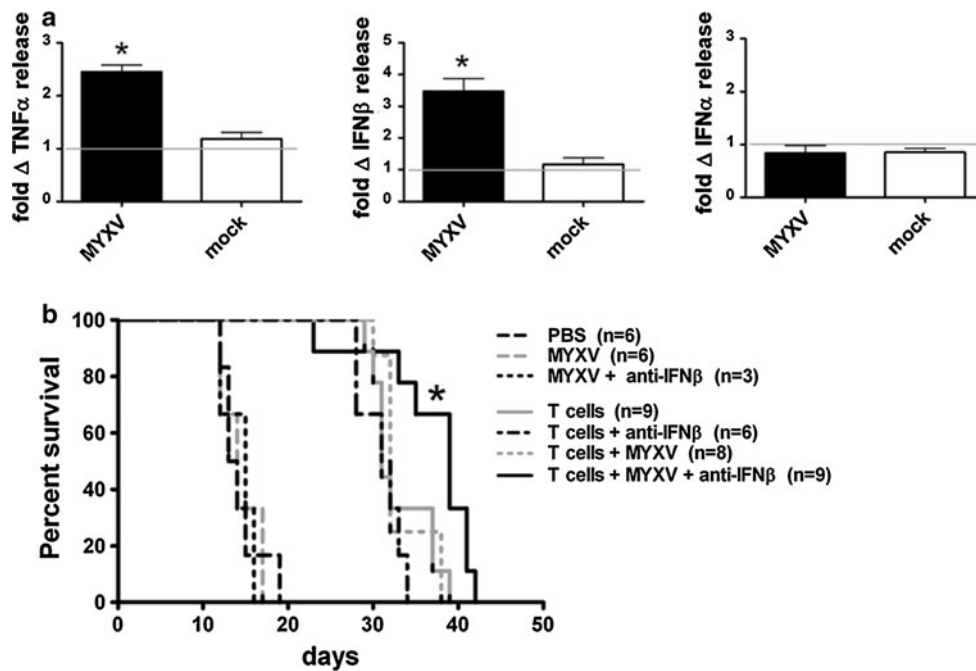 a
fold Δ TNFα release
3
2
1
0
*
MYXV
mock
fold Δ IFNβ release
5
4
3
2
1
0
*
MYXV
mock
fold Δ IFNα release
3
2
1
0
MYXV
mock
b
Percent survival
100
80
60
40
20
0
*
0 10 20 30 40 50
days
PBS (n=6)
MYXV (n=6)
MYXV + anti-IFNβ (n=3)
T cells (n=9)
T cells + anti-IFNβ (n=6)
T cells + MYXV (n=8)
T cells + MYXV + anti-IFNβ (n=9)